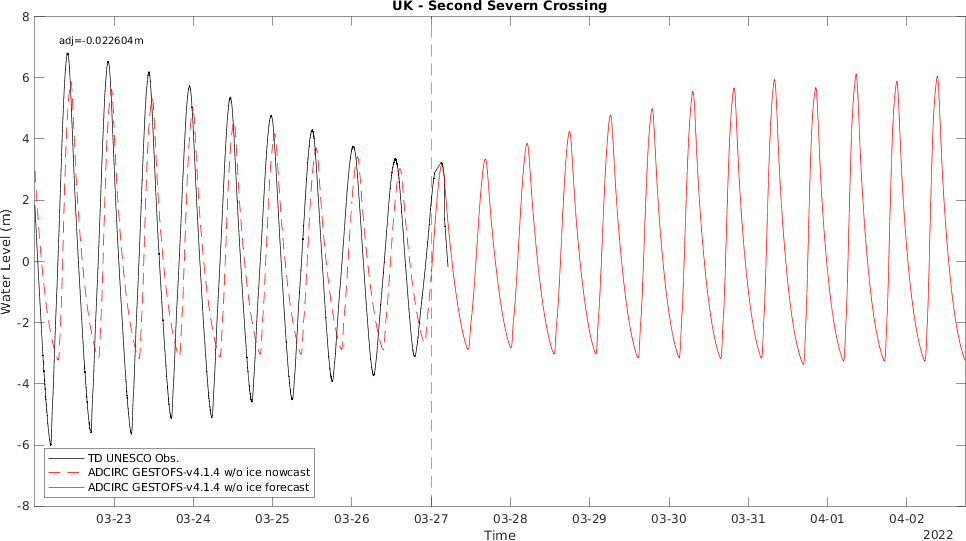 UK - Second Severn Crossing
adj=-0.022604m
8
6
4
2
0
-2
-4
-6
-8
Water Level (m)
TD UNESCO Obs.
ADCIRC GESTOFS-v4.1.4 w/o ice nowcast
ADCIRC GESTOFS-v4.1.4 w/o ice forecast
03-23 03-24 03-25 03-26 03-27 03-28 03-29 03-30 03-31 04-01 04-02
Time
2022